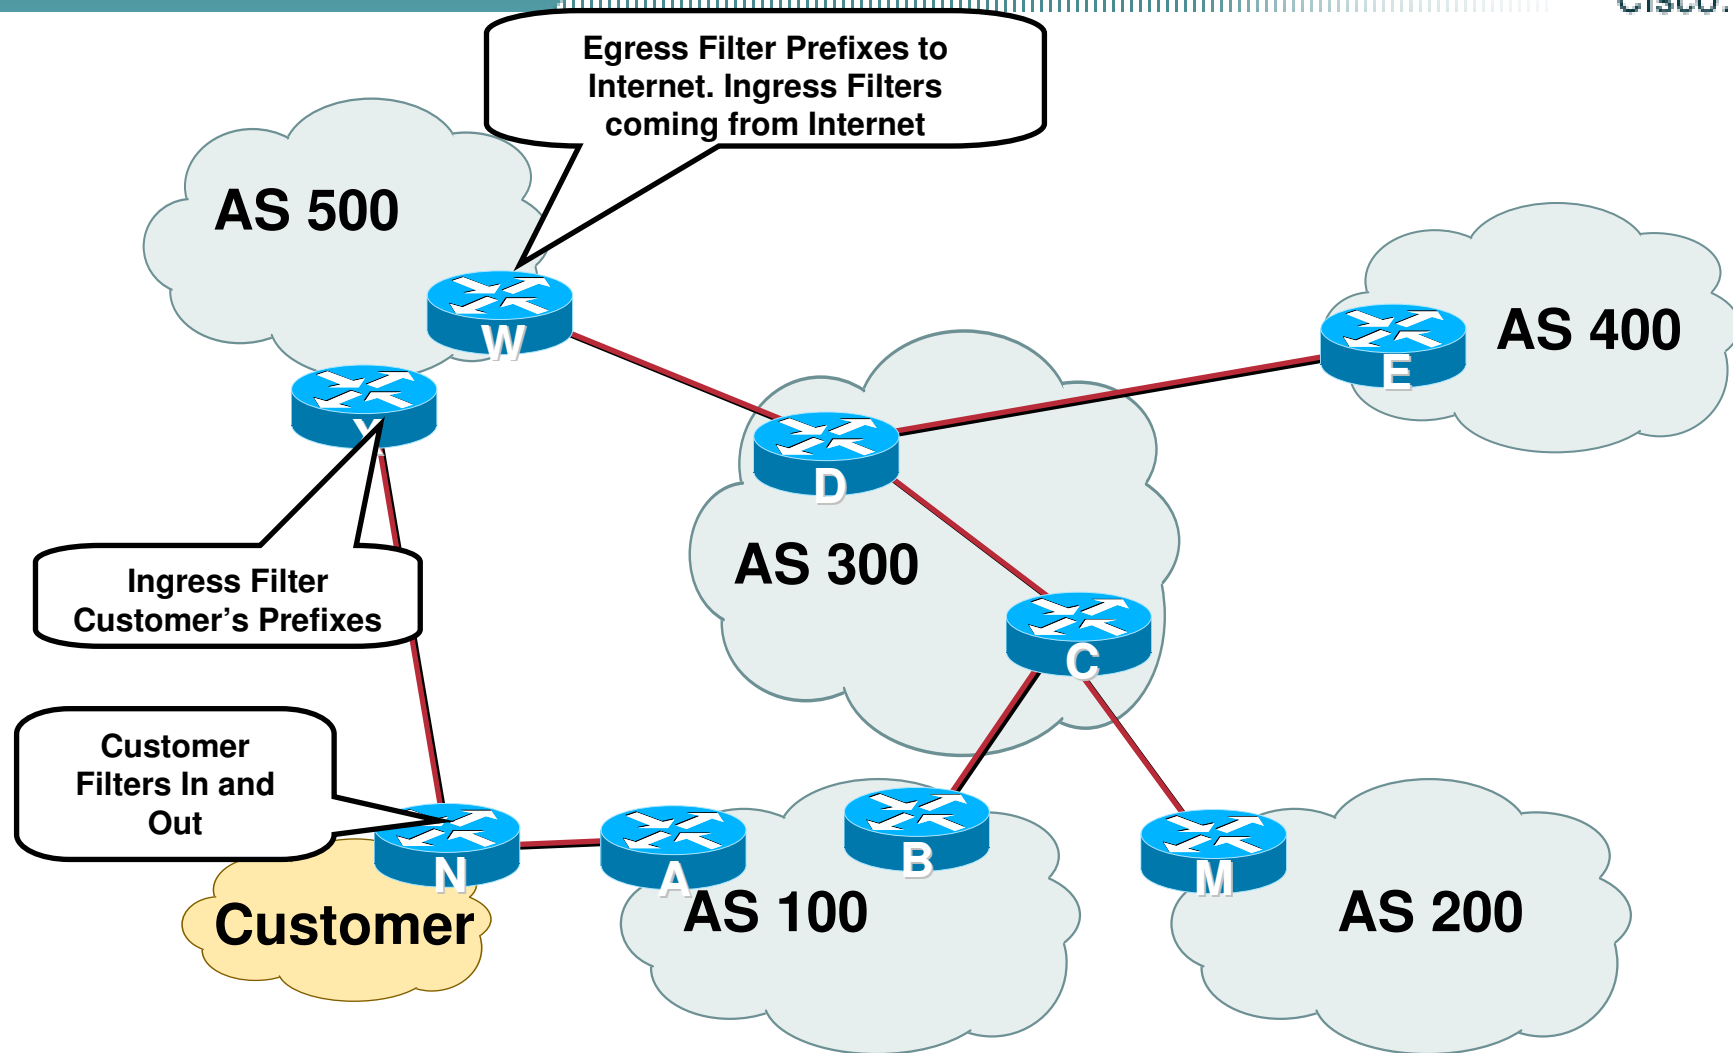 Cisco.
Egress Filter Prefixes to
Internet. Ingress Filters
coming from Internet
AS 500
W
AS 400
E
D
AS 300
Ingress Filter
Customer’s Prefixes
C
Customer
Filters In and
Out
N
A
B
M
Customer
AS 100
AS 200